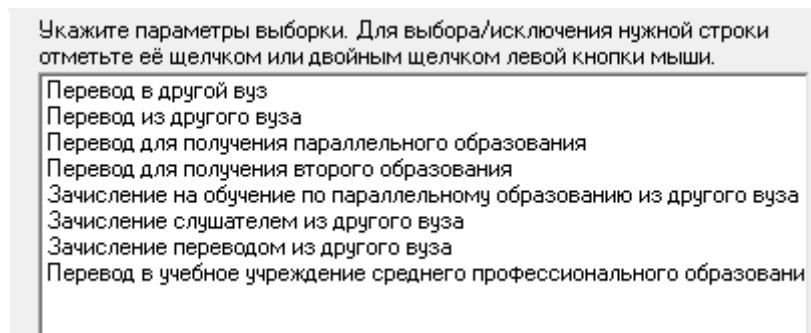 Укажите параметры выборки. Для выбора/исключения нужной строки
отметьте её щелчком или двойным щелчком левой кнопки мыши.
Перевод в другой вуз
Перевод из другого вуза
Перевод для получения параллельного образования
Перевод для получения второго образования
Зачисление на обучение по параллельному образованию из другого вуза
Зачисление слушателем из другого вуза
Зачисление переводом из другого вуза
Перевод в учебное учреждение среднего профессионального образовани